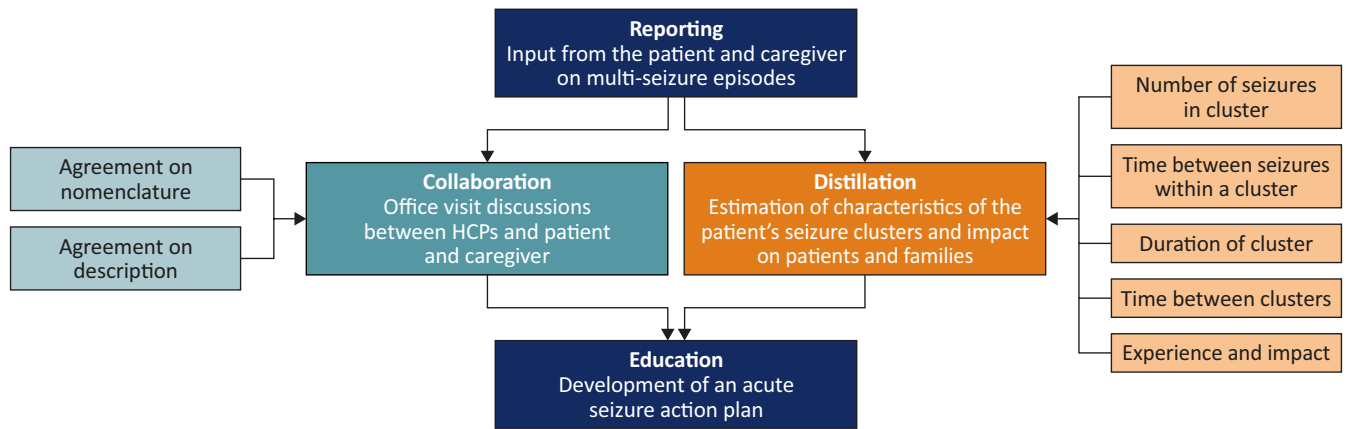 Reporting
Input from the patient and caregiver
on multi-seizure episodes
Agreement on
nomenclature
Agreement on
description
Collaboration
Office visit discussions
between HCPs and patient
and caregiver
Distillation
Estimation of characteristics of the
patient's seizure clusters and impact
on patients and families
Number of seizures
in cluster
Time between seizures
within a cluster
Duration of cluster
Time between clusters
Experience and impact
Education
Development of an acute
seizure action plan